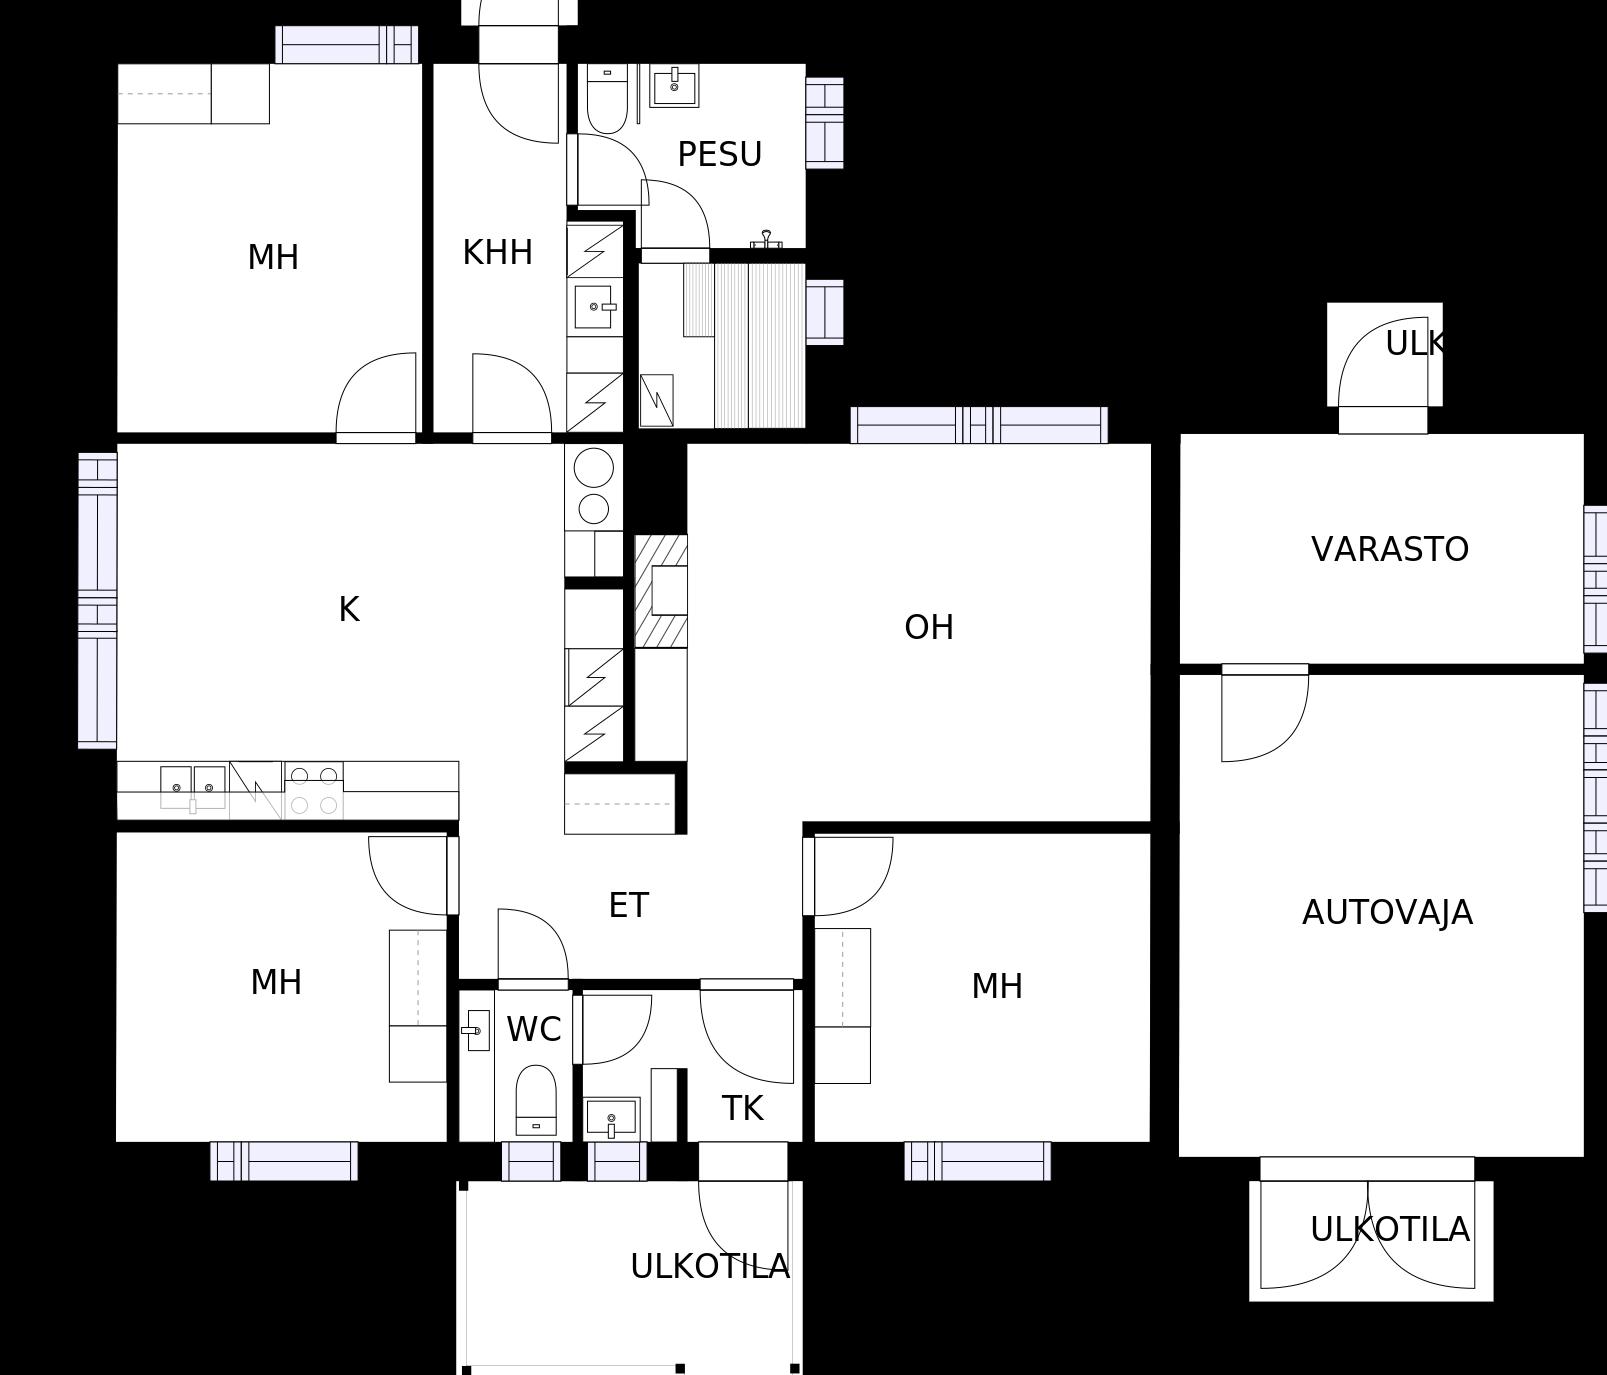 PESU
MH
KHH
ULK
VARASTO
K
OH
ET
AUTOVAJA
MH
MH
WC
TK
ULKOTILA
ULKOTILA